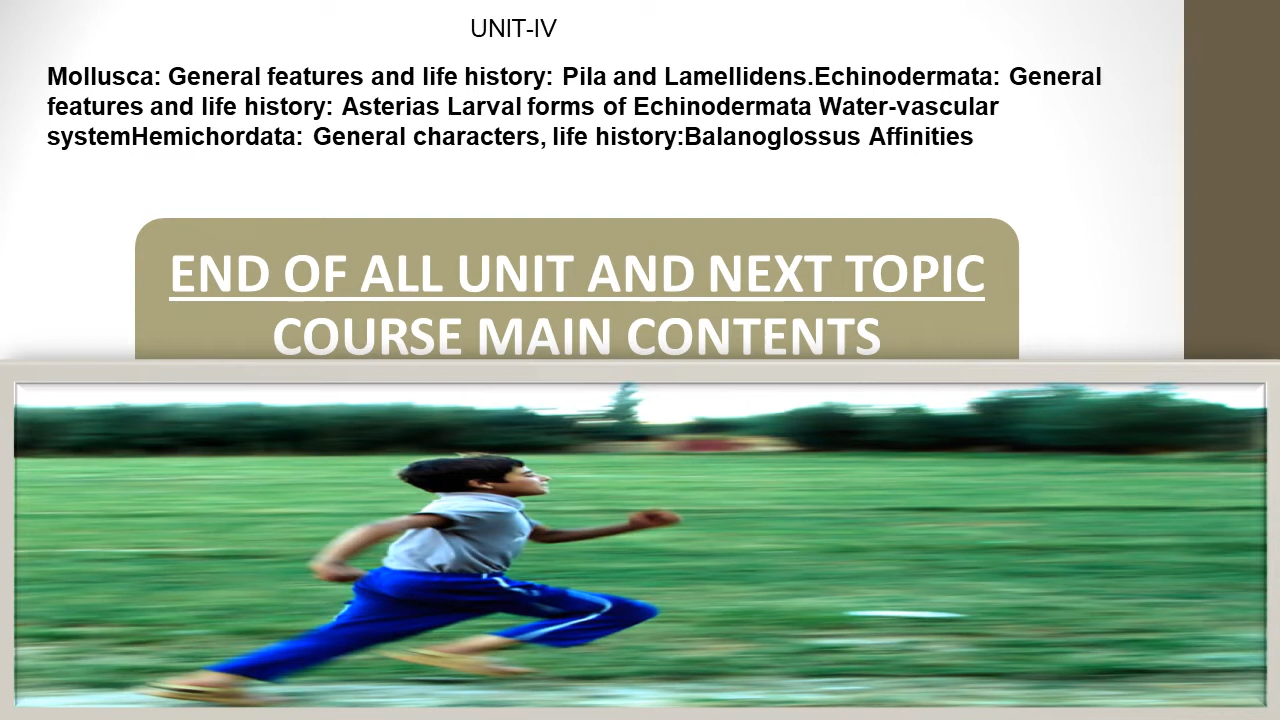 UNIT-IV
Mollusca: General features and life history: Pila and Lamellidens.Echinodermata: General
features and life history: Asterias Larval forms of Echinodermata Water-vascular
systemHemichordata: General characters, life history:Balanoglossus Affinities
END OF ALL UNIT AND NEXT TOPIC
COURSE MAIN CONTENTS